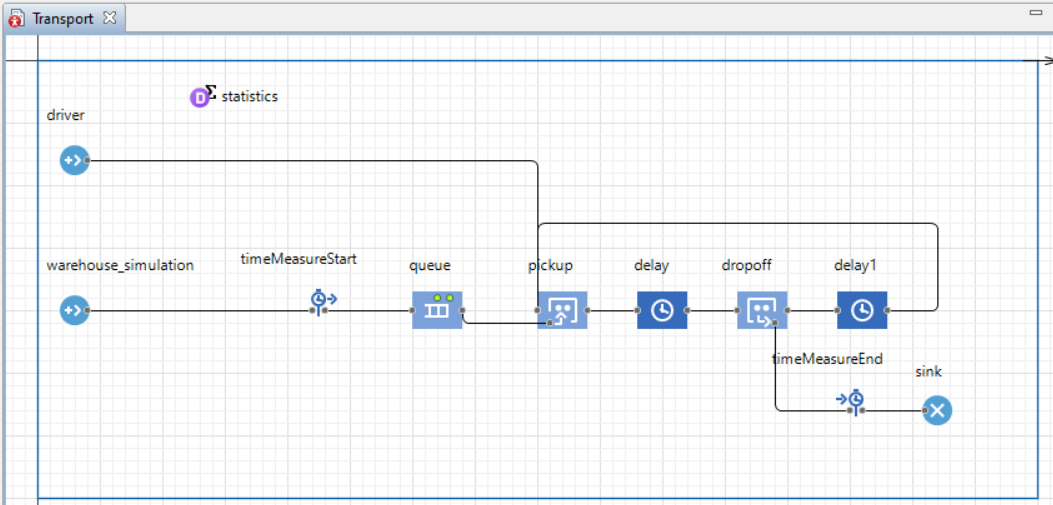 Transport
statistics
driver
warehouse_simulation
timeMeasureStart
queue
pickup
delay
dropoff
delay1
timeMeasureEnd
sink